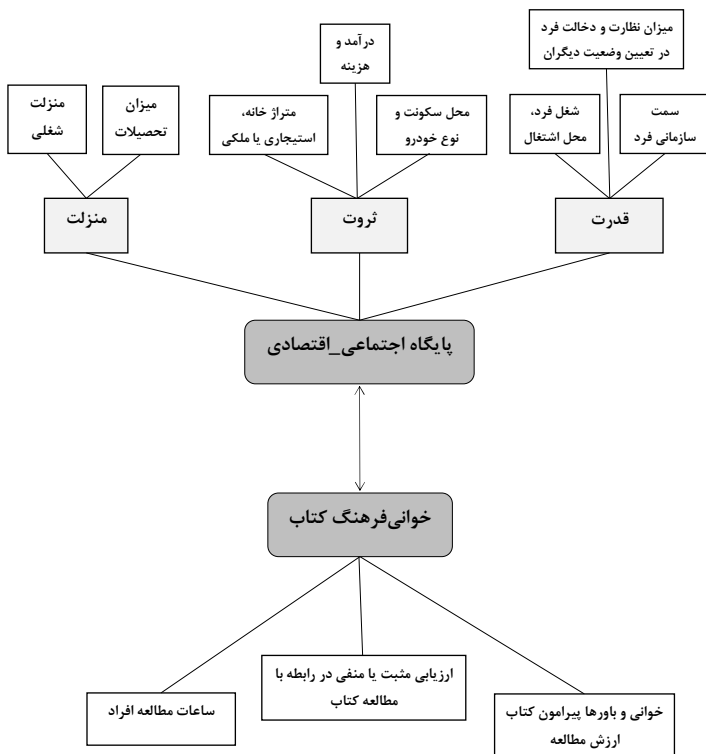 میزان نظارت و دخالت فرد
در تعیین وضعیت دیگران
درآمد و
هزینه
سمت
سازمانی فرد
شغل فرد،
محل اشتغال
محل سکونت و
نوع خودرو
متراژ خانه،
استیجاری یا ملکی
میزان
تحصیلات
منزلت
شغلی
قدرت
ثروت
منزلت
پایگاه اجتماعی_اقتصادی
خوانی‌فرهنگ کتاب
خوانی و باورها پیرامون کتاب
ارزش مطالعه
ارزیابی مثبت یا منفی در رابطه با
مطالعه کتاب
ساعات مطالعه افراد